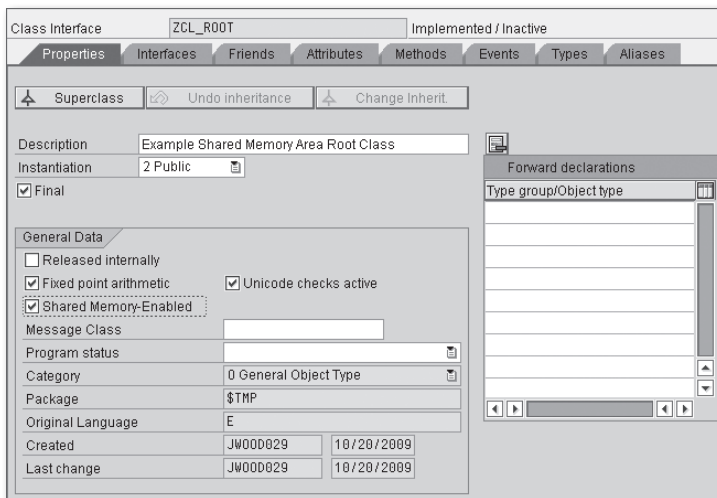 Class Interface ZCL_ROOT Implemented / Inactive
Properties Interfaces Friends Attributes Methods Events Types Aliases
Superclass Undo inheritance Change Inherit.
Description Example Shared Memory Area Root Class
Instantiation 2 Public
Final
Forward declarations
Type group/Object type
General Data
Released internally
Fixed point arithmetic Unicode checks active
Shared Memory-Enabled
Message Class
Program status
Category 0 General Object Type
Package $TMP
Original Language E
Created JWOOD029 10/20/2009
Last change JWOOD029 10/20/2009